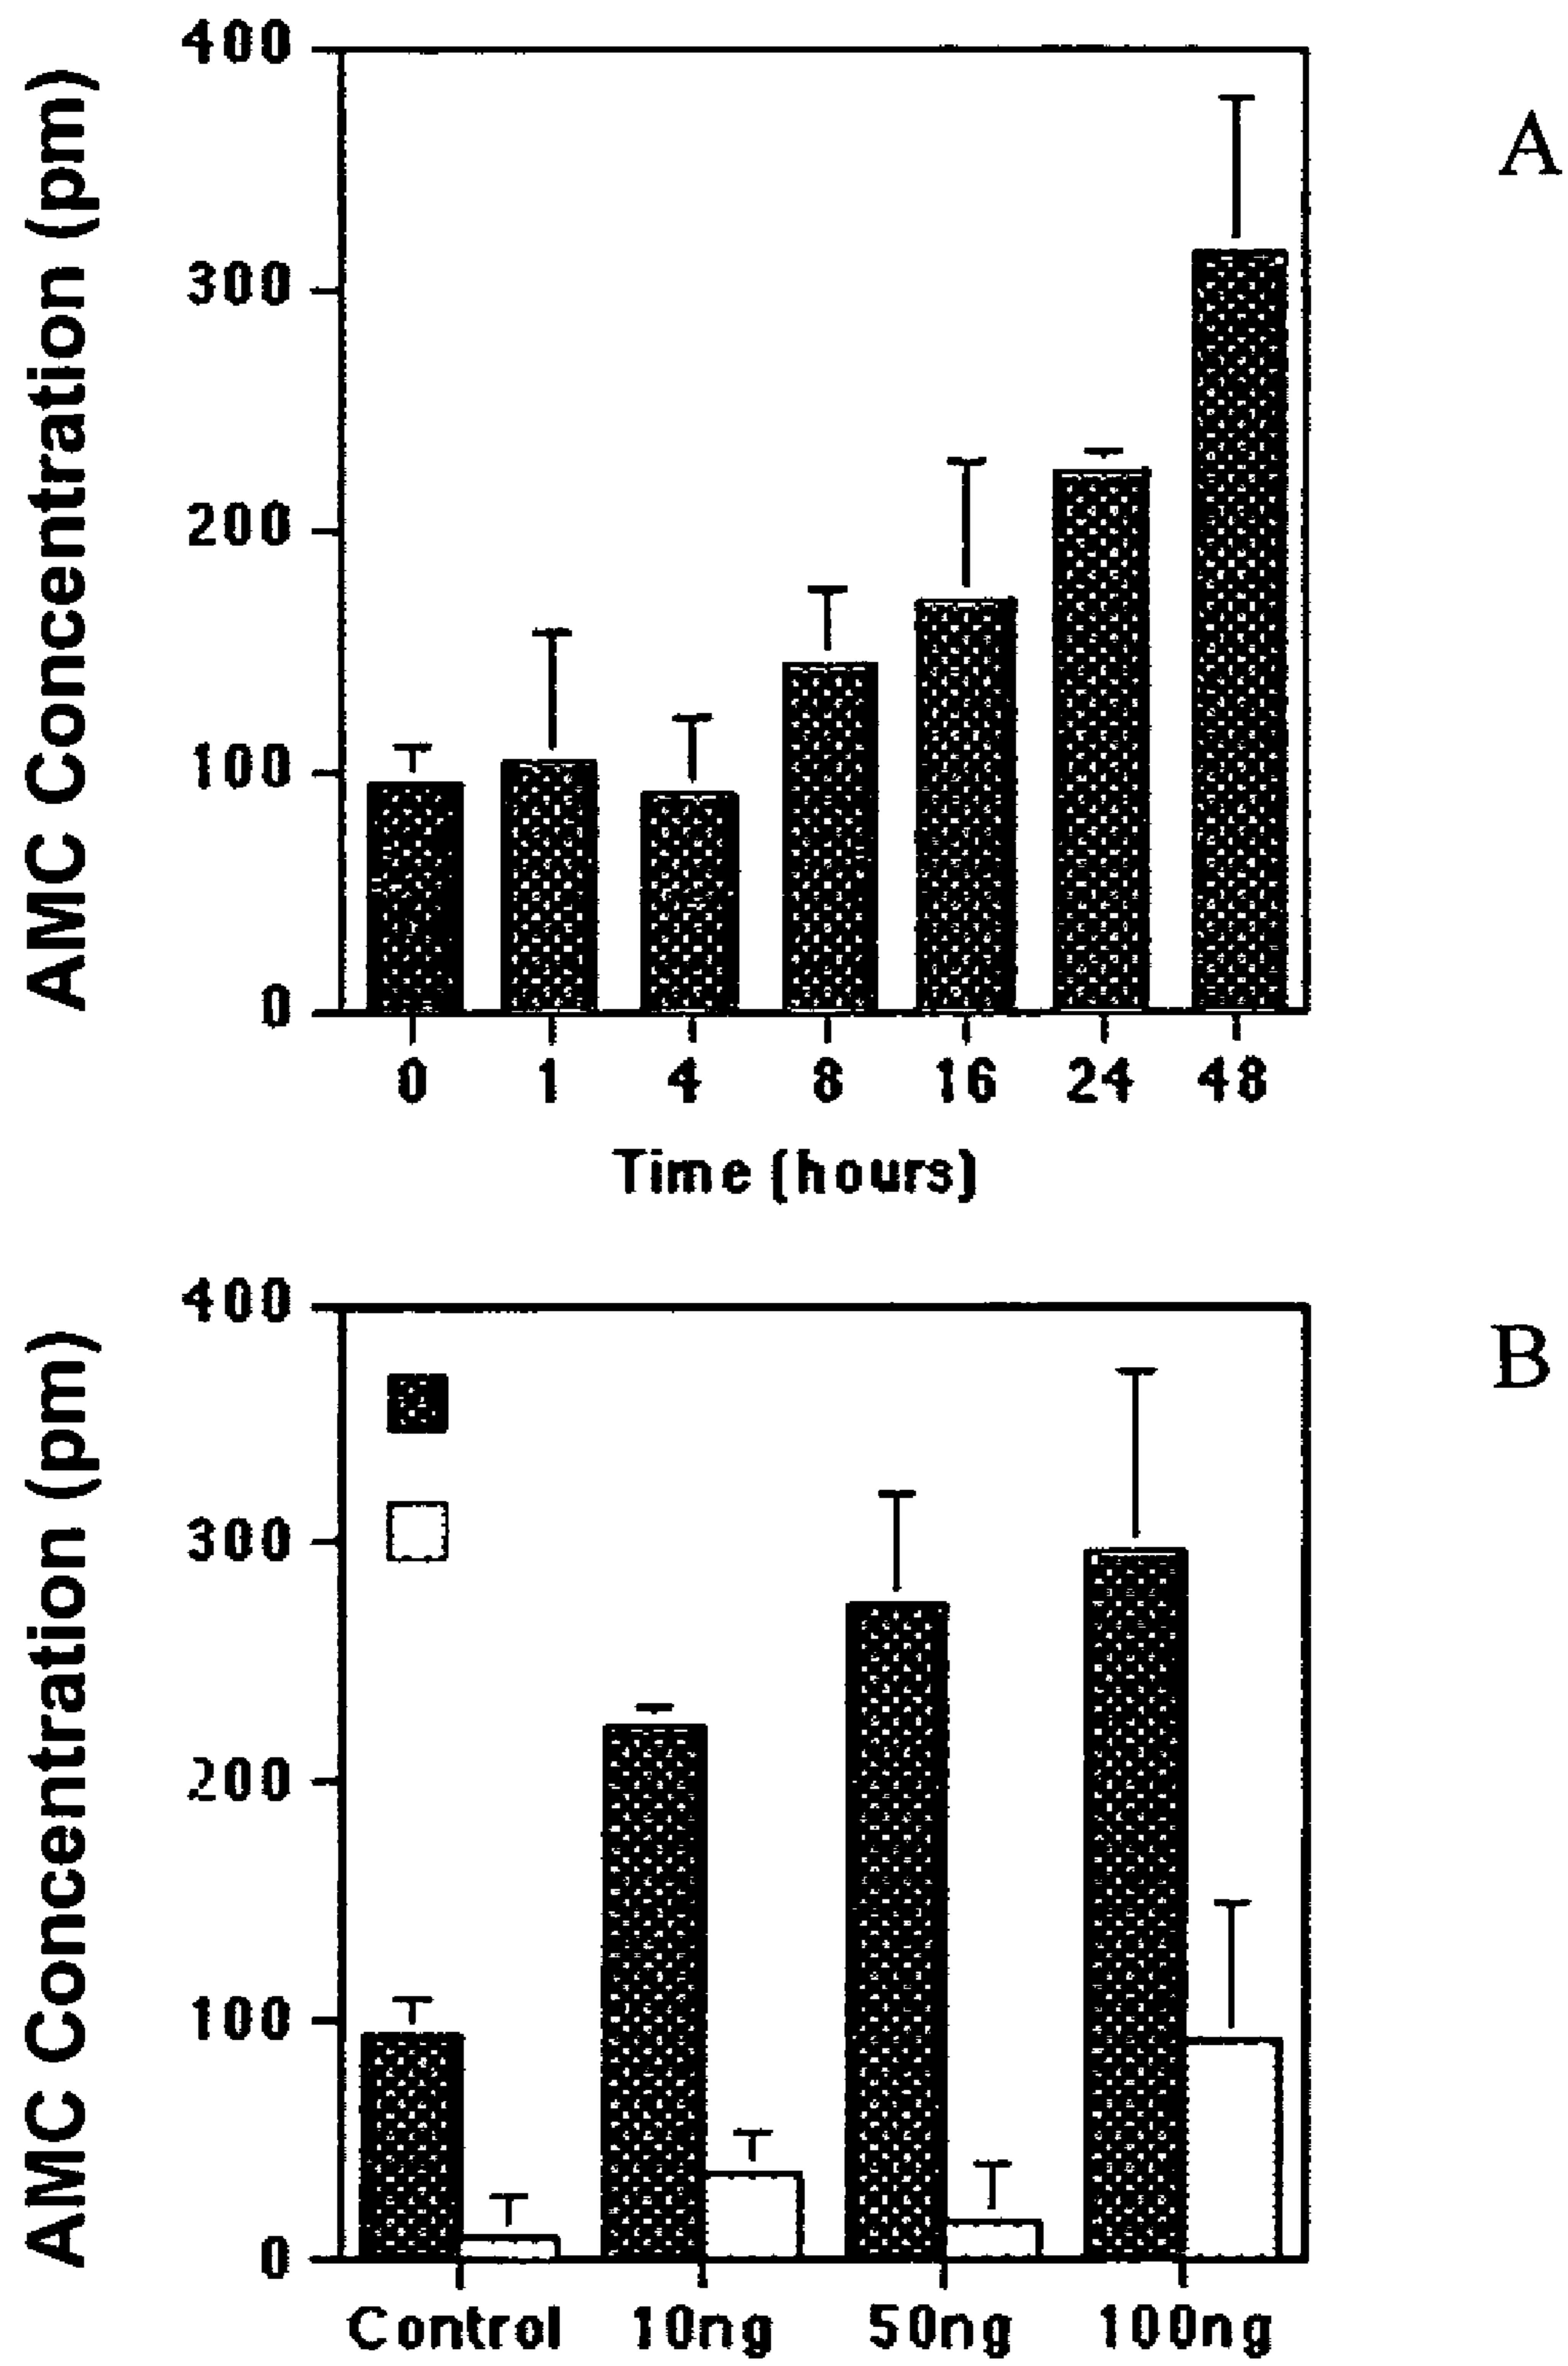 A
AMC Concentration (pm)
400
300
200
100
0
0 1 4 8 16 24 48
Time (hours)
B
AMC Concentration (pm)
400
300
200
100
0
Control 10ng 50ng 100ng